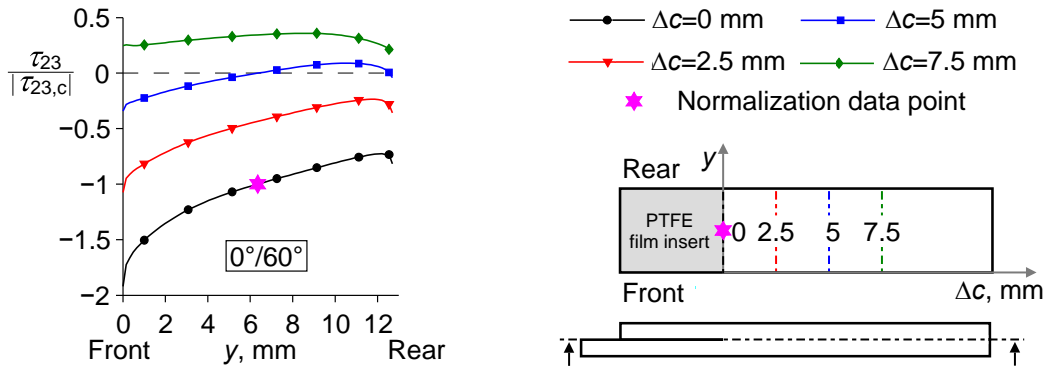 τ23
|τ23,c|
0.5
0
−0.5
−1
−1.5
−2
0°/60°
0 2 4 6 8 10 12
Front y, mm Rear
Δc=0 mm Δc=5 mm
Δc=2.5 mm Δc=7.5 mm
Normalization data point
y
Rear
PTFE
film insert
0 2.5 5 7.5
Front Δc, mm